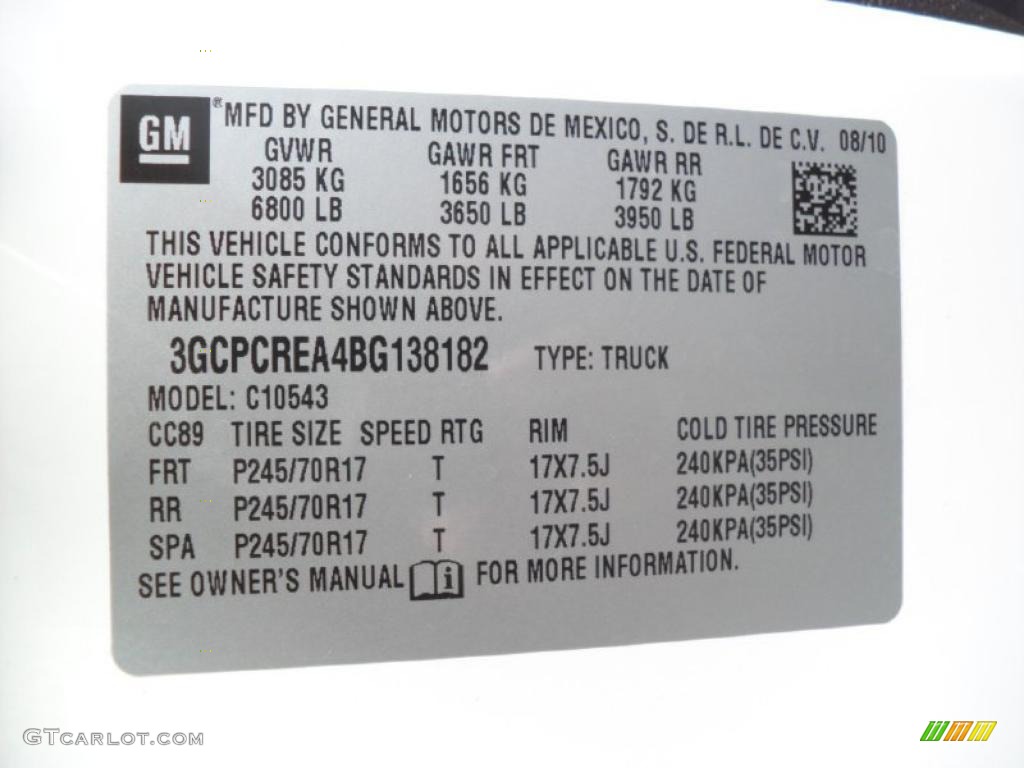 GM ® MFD BY GENERAL MOTORS DE MEXICO, S. DE R.L. DE C.V. 08/10
GVWR GAWR FRT GAWR RR
3085 KG 1656 KG 1792 KG
6800 LB 3650 LB 3950 LB
THIS VEHICLE CONFORMS TO ALL APPLICABLE U.S. FEDERAL MOTOR
VEHICLE SAFETY STANDARDS IN EFFECT ON THE DATE OF
MANUFACTURE SHOWN ABOVE.
3GCPCREA4BG138182 TYPE: TRUCK
MODEL: C10543
CC89 TIRE SIZE SPEED RTG RIM COLD TIRE PRESSURE
FRT P245/70R17 T 17X7.5J 240KPA(35PSI)
RR P245/70R17 T 17X7.5J 240KPA(35PSI)
SPA P245/70R17 T 17X7.5J 240KPA(35PSI)
SEE OWNER'S MANUAL i FOR MORE INFORMATION.
GTCARLOT.COM